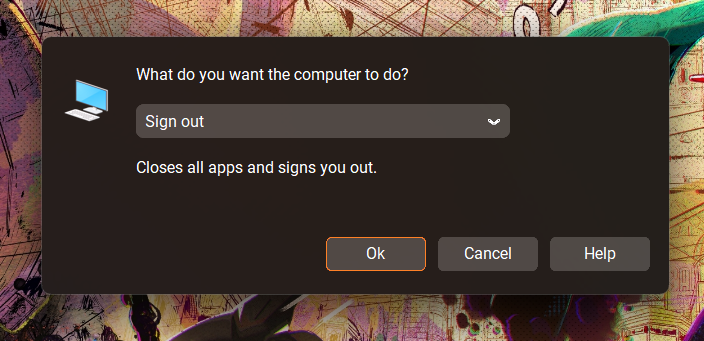 What do you want the computer to do?
Sign out
Closes all apps and signs you out.
Ok Cancel Help